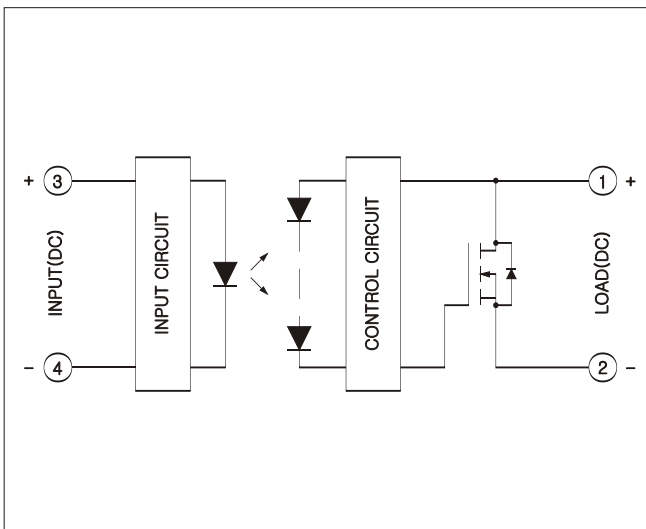 + 3
INPUT(DC)
- 4
INPUT CIRCUIT
CONTROL CIRCUIT
1 +
LOAD(DC)
2 -